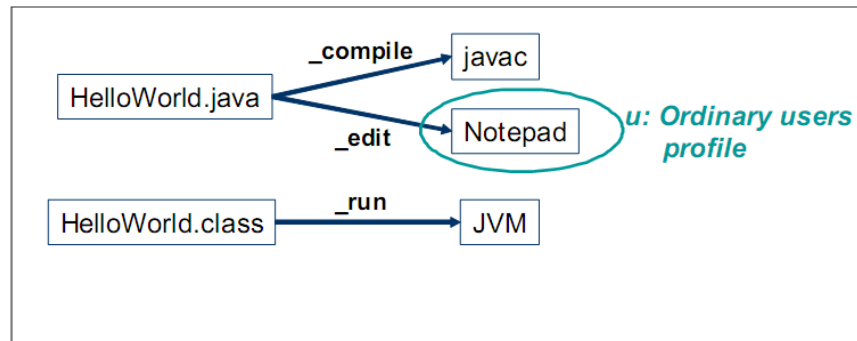 _compile
javac
HelloWorld.java
_edit
Notepad
u: Ordinary users
profile
HelloWorld.class
_run
JVM